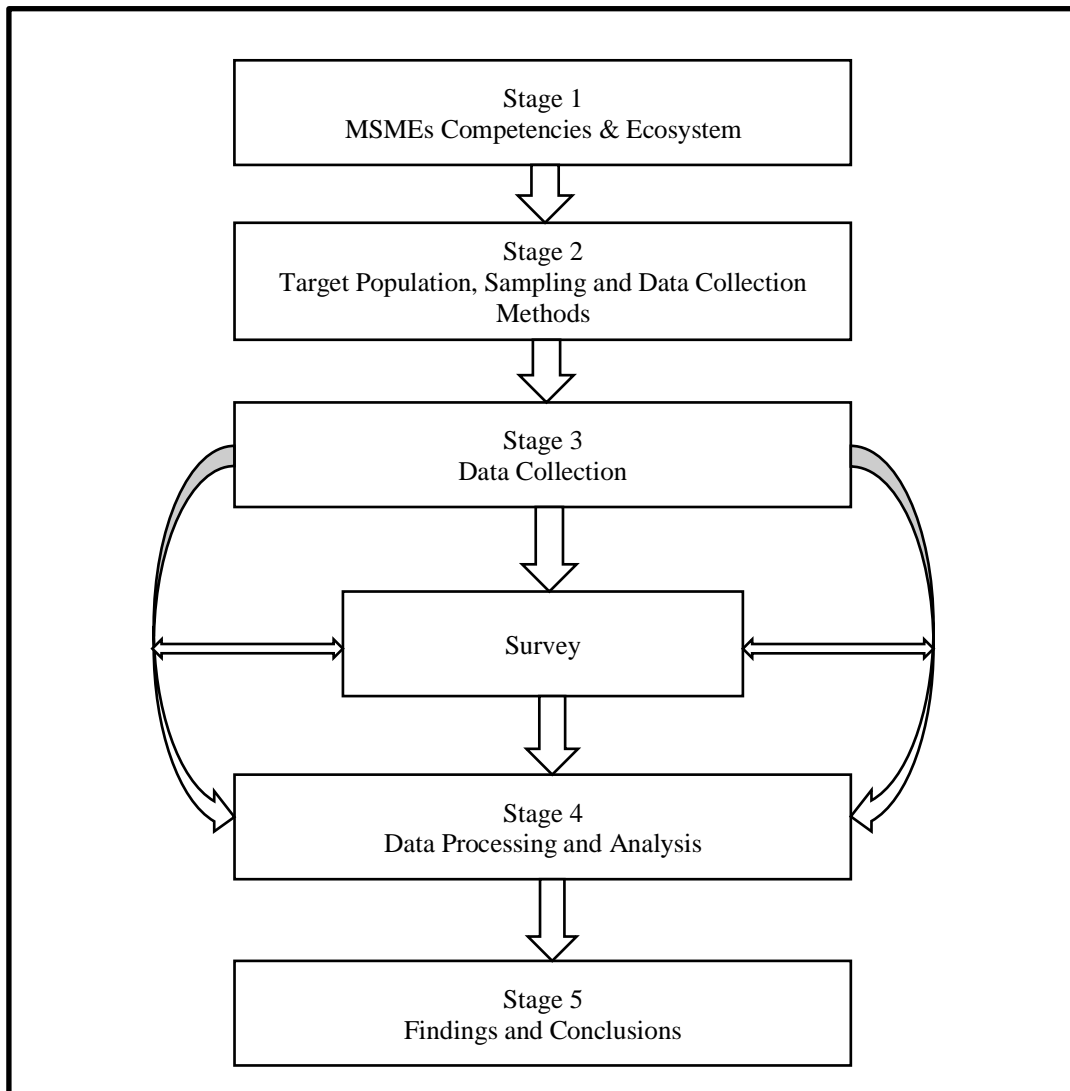 Stage 1
MSMEs Competencies & Ecosystem
Stage 2
Target Population, Sampling and Data Collection
Methods
Stage 3
Data Collection
Survey
Stage 4
Data Processing and Analysis
Stage 5
Findings and Conclusions